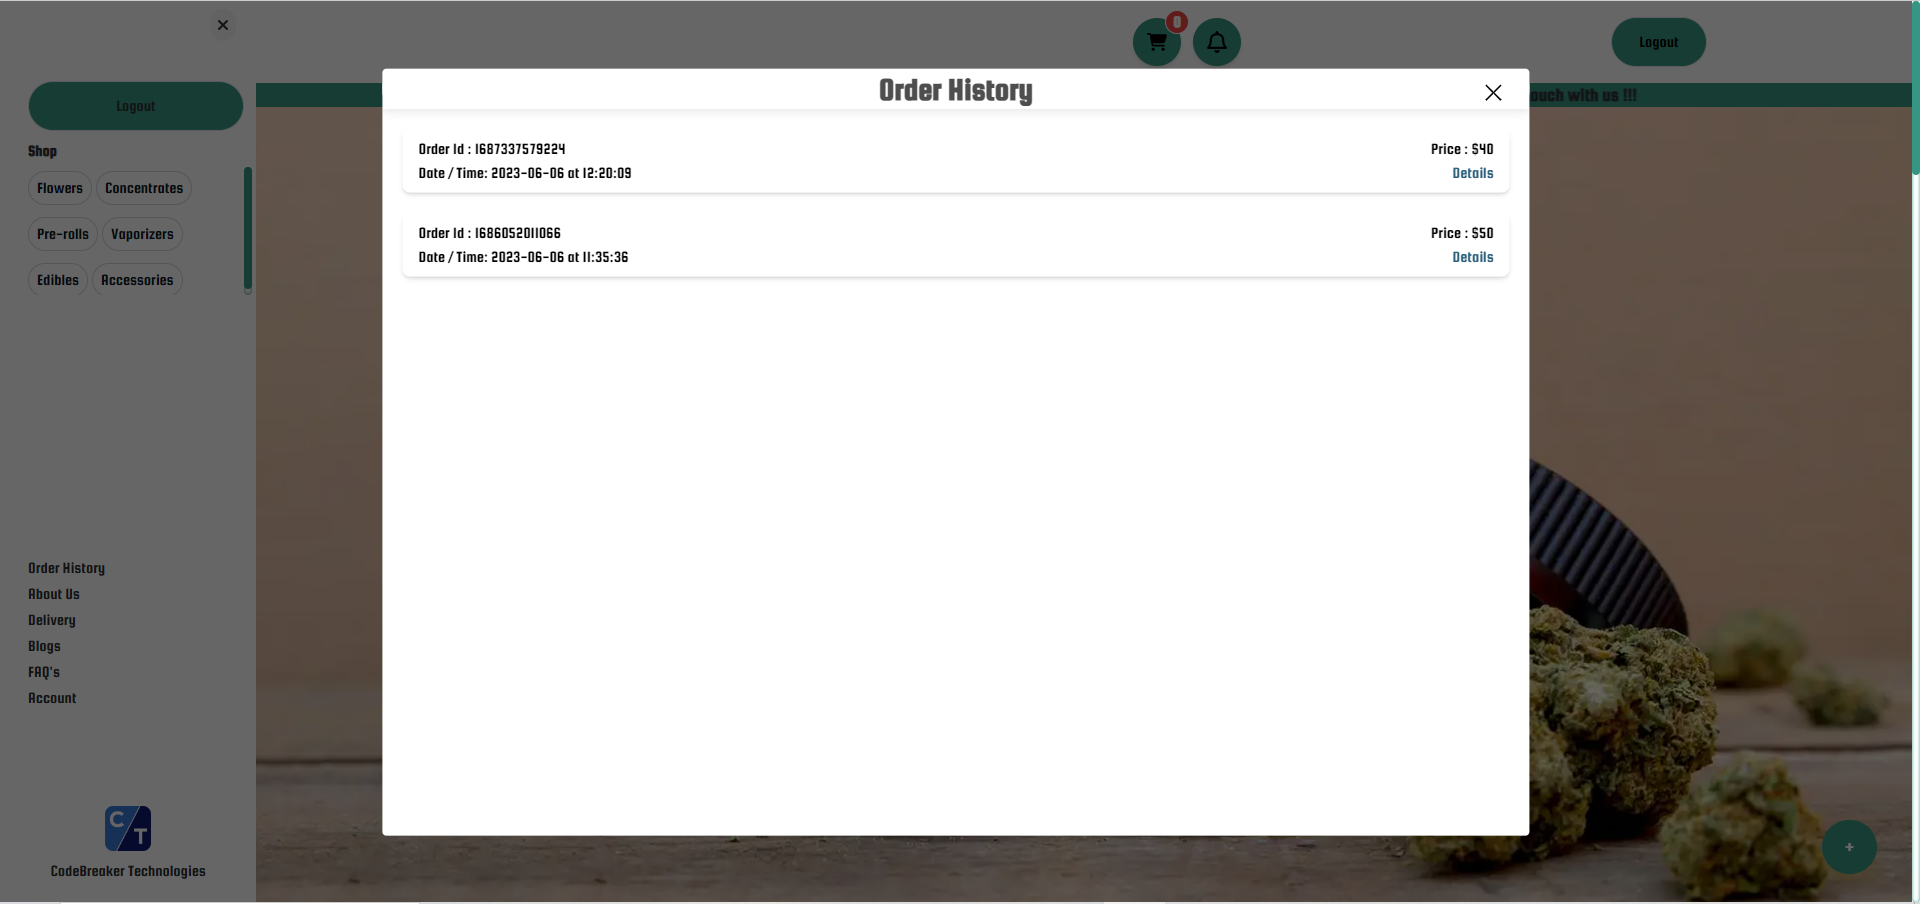 0
Logout
Logout
Order History
ouch with us !!!
Shop
Flowers Concentrates
Pre-rolls Vaporizers
Edibles Accessories
Order Id : 1687337579224 Price : $40
Date / Time: 2023-06-06 at 12:20:09 Details
Order Id : 1686052011066 Price : $50
Date / Time: 2023-06-06 at 11:35:36 Details
Order History
About Us
Delivery
Blogs
FAQ's
Account
CT
CodeBreaker Technologies
+